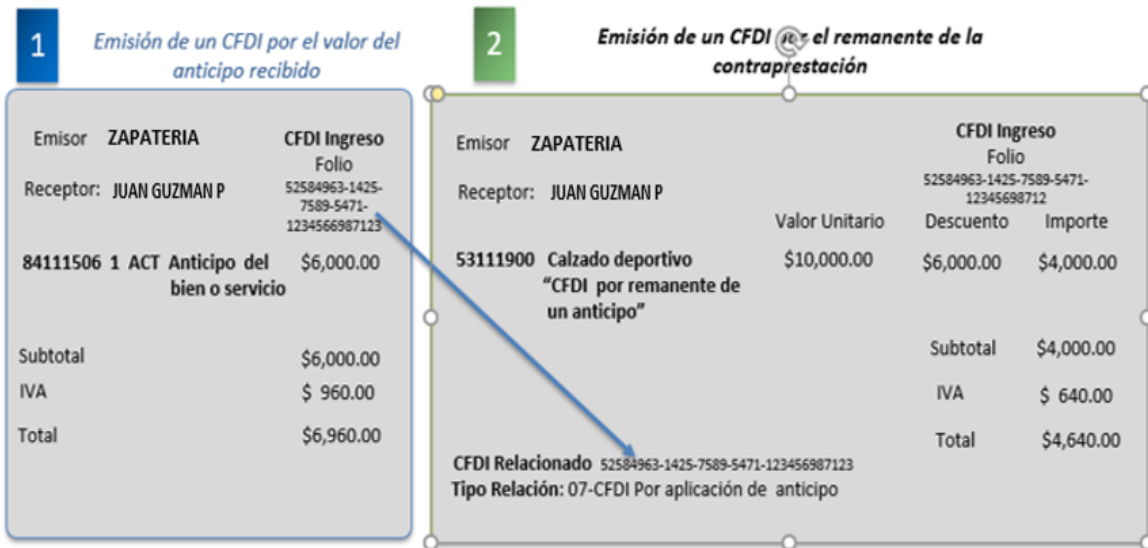 1
Emisión de un CFDI por el valor del
anticipo recibido
Emisor ZAPATERIA
CFDI Ingreso
Folio
Receptor: JUAN GUZMAN P
52584963-1425-
7589-5471-
1234566987123
84111506 1 ACT Anticipo del $6,000.00
bien o servicio
Subtotal $6,000.00
IVA $ 960.00
Total $6,960.00
2
Emisión de un CFDI por el remanente de la
contraprestación
Emisor ZAPATERIA
CFDI Ingreso
Folio
Receptor: JUAN GUZMAN P
52584963-1425-7589-5471-
12345698712
Valor Unitario Descuento Importe
53111900 Calzado deportivo $10,000.00 $6,000.00 $4,000.00
"CFDI por remanente de
un anticipo"
Subtotal $4,000.00
IVA $ 640.00
Total $4,640.00
CFDI Relacionado 52584963-1425-7589-5471-123456987123
Tipo Relación: 07-CFDI Por aplicación de anticipo